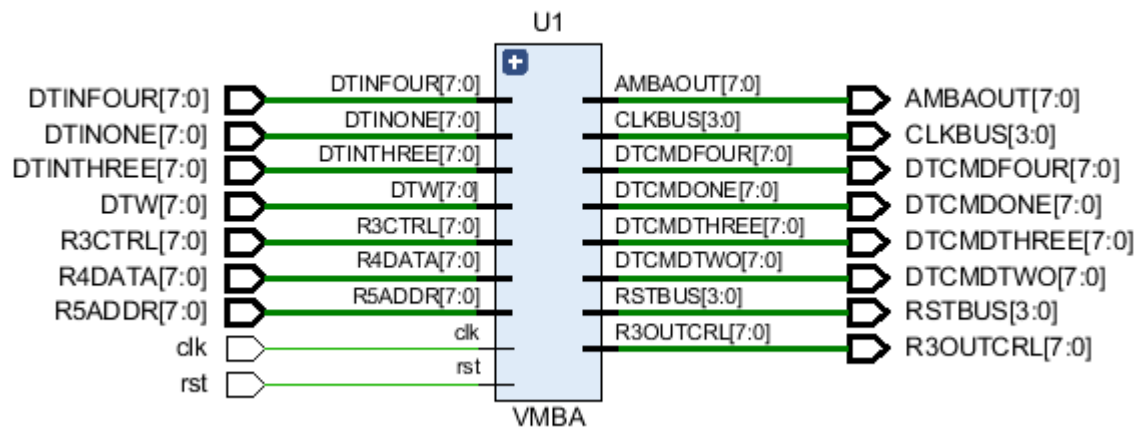 U1
DTINFOUR[7:0] DTINFOUR[7:0] AMBAOUT[7:0] AMBAOUT[7:0]
DTINONE[7:0] DTINONE[7:0] CLKBUS[3:0] CLKBUS[3:0]
DTINTHREE[7:0] DTINTHREE[7:0] DTCMDFOUR[7:0] DTCMDFOUR[7:0]
DTW[7:0] DTW[7:0] DTCMDONE[7:0] DTCMDONE[7:0]
R3CTRL[7:0] R3CTRL[7:0] DTCMDTHREE[7:0] DTCMDTHREE[7:0]
R4DATA[7:0] R4DATA[7:0] DTCMDTWO[7:0] DTCMDTWO[7:0]
R5ADDR[7:0] R5ADDR[7:0] RSTBUS[3:0] RSTBUS[3:0]
clk clk R3OUTCRL[7:0] R3OUTCRL[7:0]
rst rst
VMBA